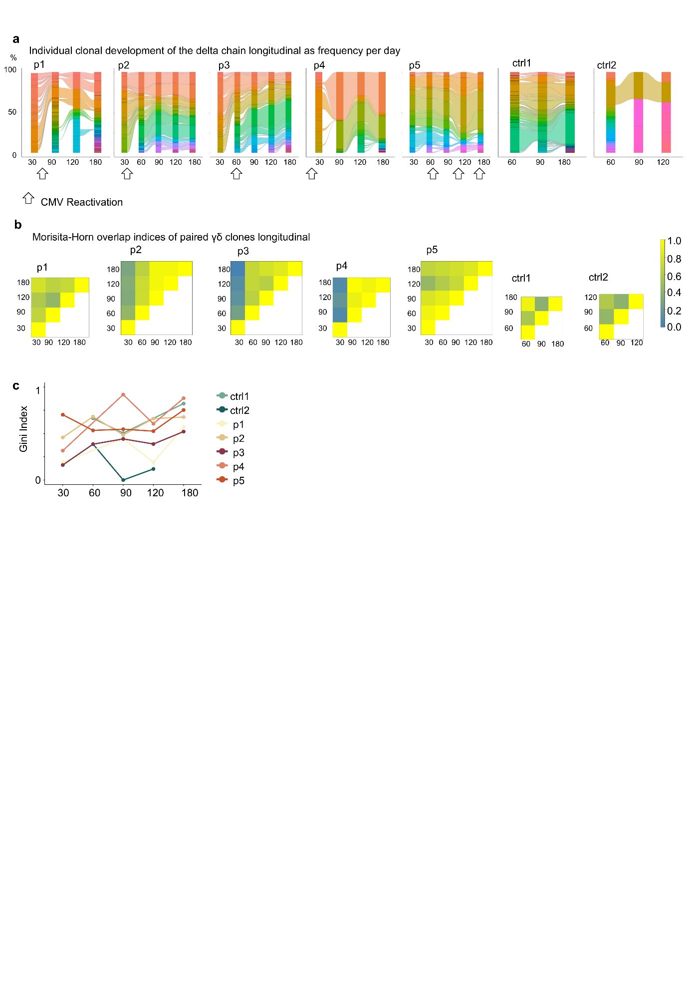 a
Individual clonal development of the delta chain longitudinal as frequency per day
%
p1 p2 p3 p4 p5 ctrl1 ctrl2
100
50
0
30 90 120 180 30 60 90 120 180 30 60 90 120 180 30 90 120 180 30 60 90 120 180 60 90 180 60 90 120
CMV Reactivation
b
Morisita-Horn overlap indices of paired γδ clones longitudinal
p1
180
120
90
30
30 90 120 180
p2
180
120
90
60
30
30 60 90 120 180
p3
180
120
90
60
30
30 60 90 120 180
p4
180
120
90
30
30 90 120 180
p5
180
120
90
60
30
30 60 90 120 180
ctrl1
180
90
60
60 90 180
ctrl2
120
90
60
60 90 120
1.0
0.8
0.6
0.4
0.2
0.0
c
Gini Index
1
0
30 60 90 120 180
ctrl1
ctrl2
p1
p2
p3
p4
p5